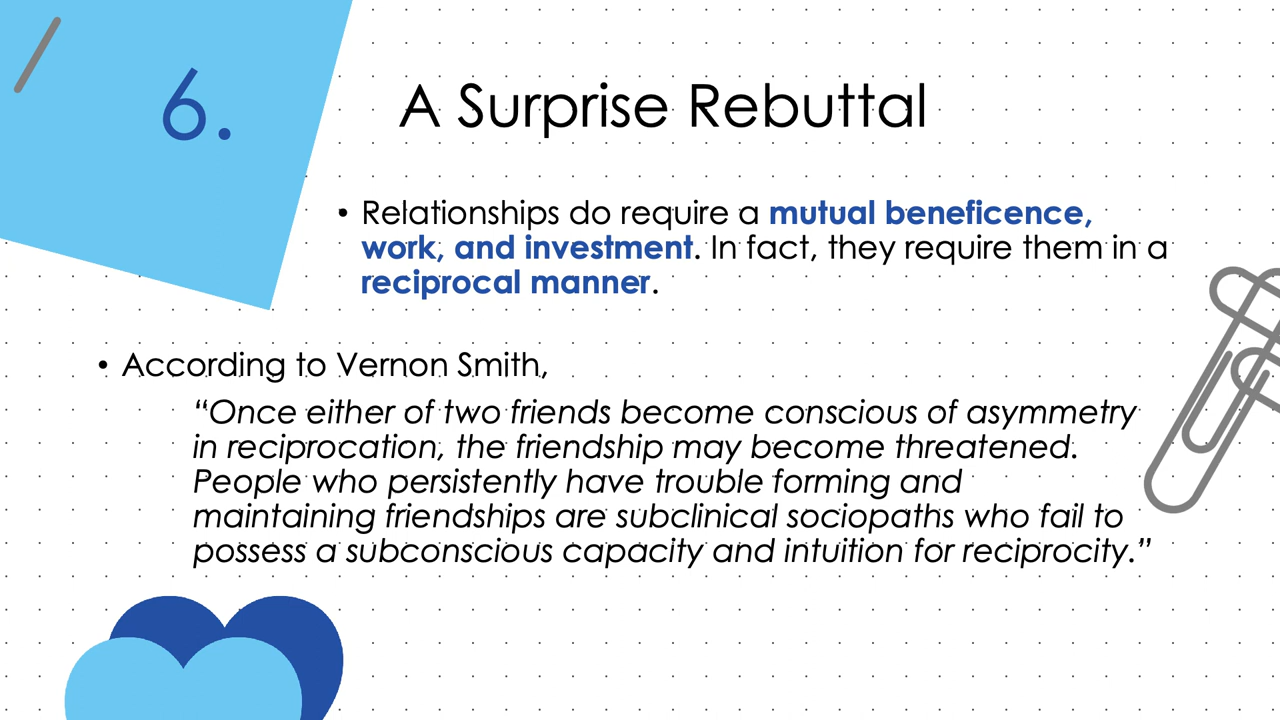 6.
A Surprise Rebuttal
• Relationships do require a mutual beneficence,
work, and investment. In fact, they require them in a
reciprocal manner.
• According to Vernon Smith,
“Once either of two friends become conscious of asymmetry
in reciprocation, the friendship may become threatened.
People who persistently have trouble forming and
maintaining friendships are subclinical sociopaths who fail to
possess a subconscious capacity and intuition for reciprocity.”